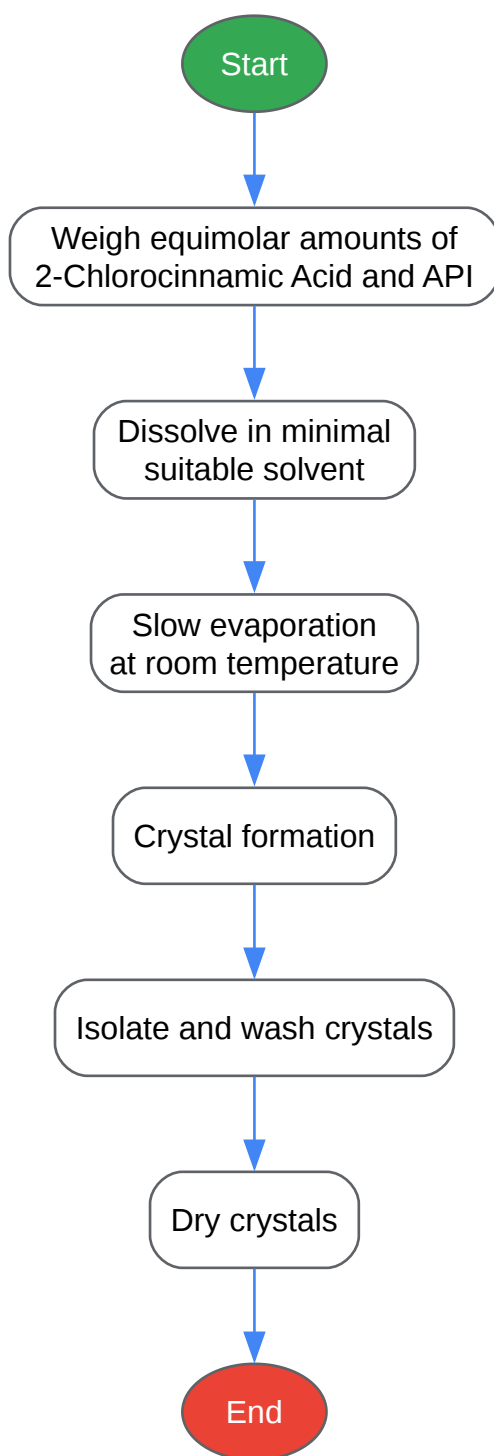 Start
Weigh equimolar amounts of
2-Chlorocinnamic Acid and API
Dissolve in minimal
suitable solvent
Slow evaporation
at room temperature
Crystal formation
Isolate and wash crystals
Dry crystals
End